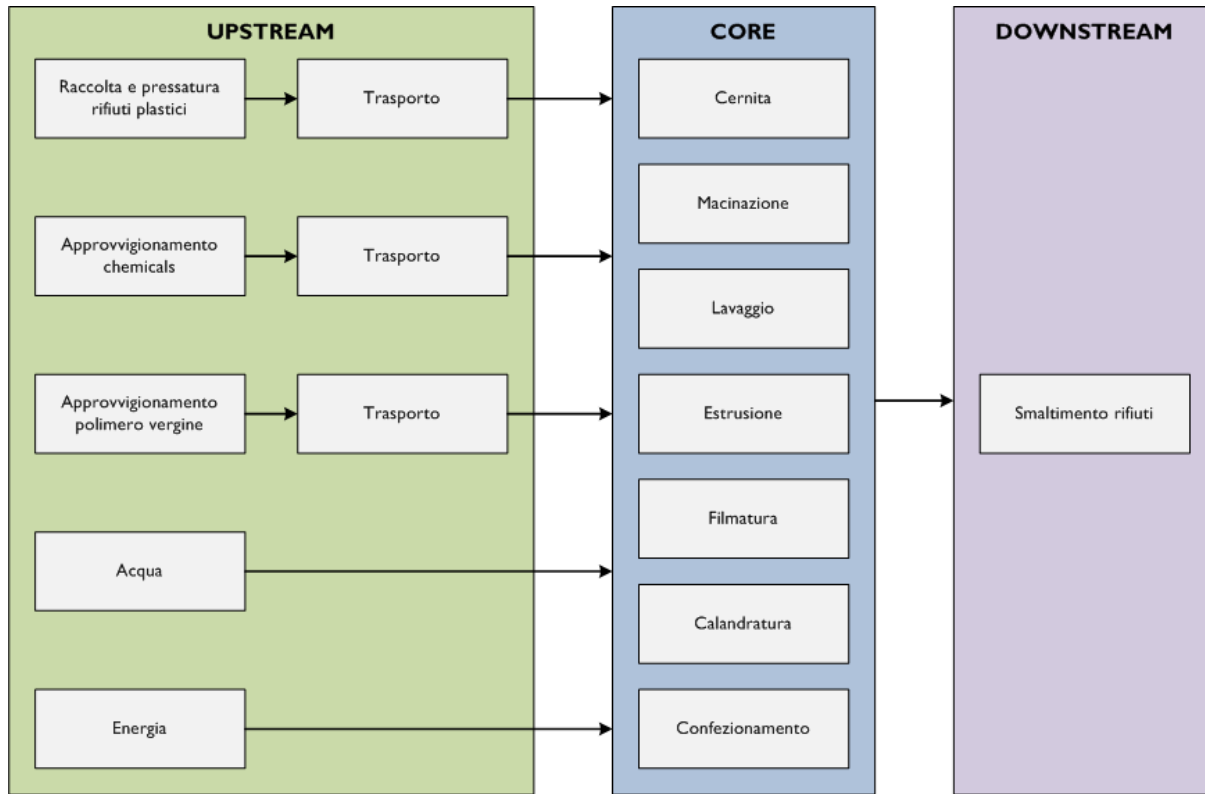 UPSTREAM
Raccolta e pressatura
rifiuti plastici
Trasporto
Approvvigionamento
chemicals
Trasporto
Approvvigionamento
polimero vergine
Trasporto
Acqua
Energia
CORE
Cernita
Macinazione
Lavaggio
Estrusione
Filmatura
Calandratura
Confezionamento
DOWNSTREAM
Smaltimento rifiuti